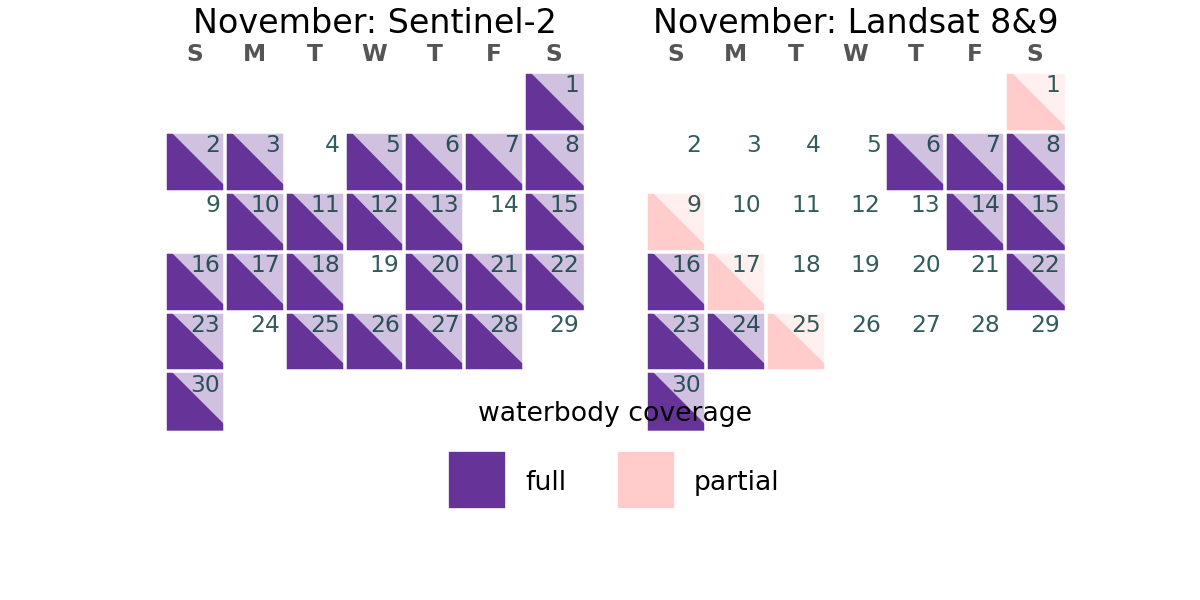 November: Sentinel-2
S M T W T F S
1
2 3 4 5 6 7 8
9 10 11 12 13 14 15
16 17 18 19 20 21 22
23 24 25 26 27 28 29
30
November: Landsat 8&9
S M T W T F S
1
2 3 4 5 6 7 8
9 10 11 12 13 14 15
16 17 18 19 20 21 22
23 24 25 26 27 28 29
30
waterbody coverage
full partial